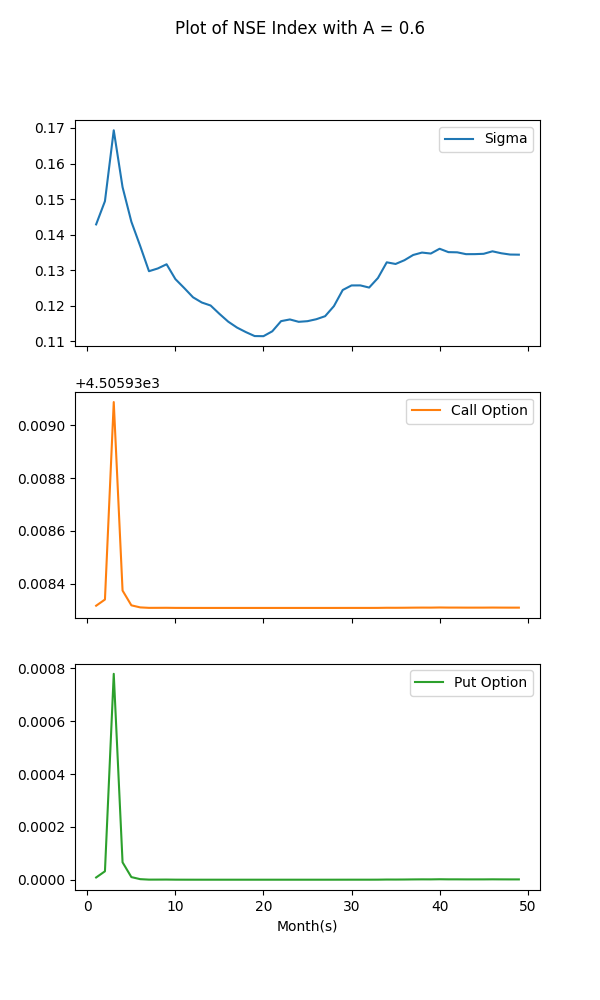 Plot of NSE Index with A = 0.6
0.17
0.16
0.15
0.14
0.13
0.12
0.11
Sigma
+4.50593e3
0.0090
0.0088
0.0086
0.0084
Call Option
0.0008
0.0006
0.0004
0.0002
0.0000
Put Option
0 10 20 30 40 50
Month(s)